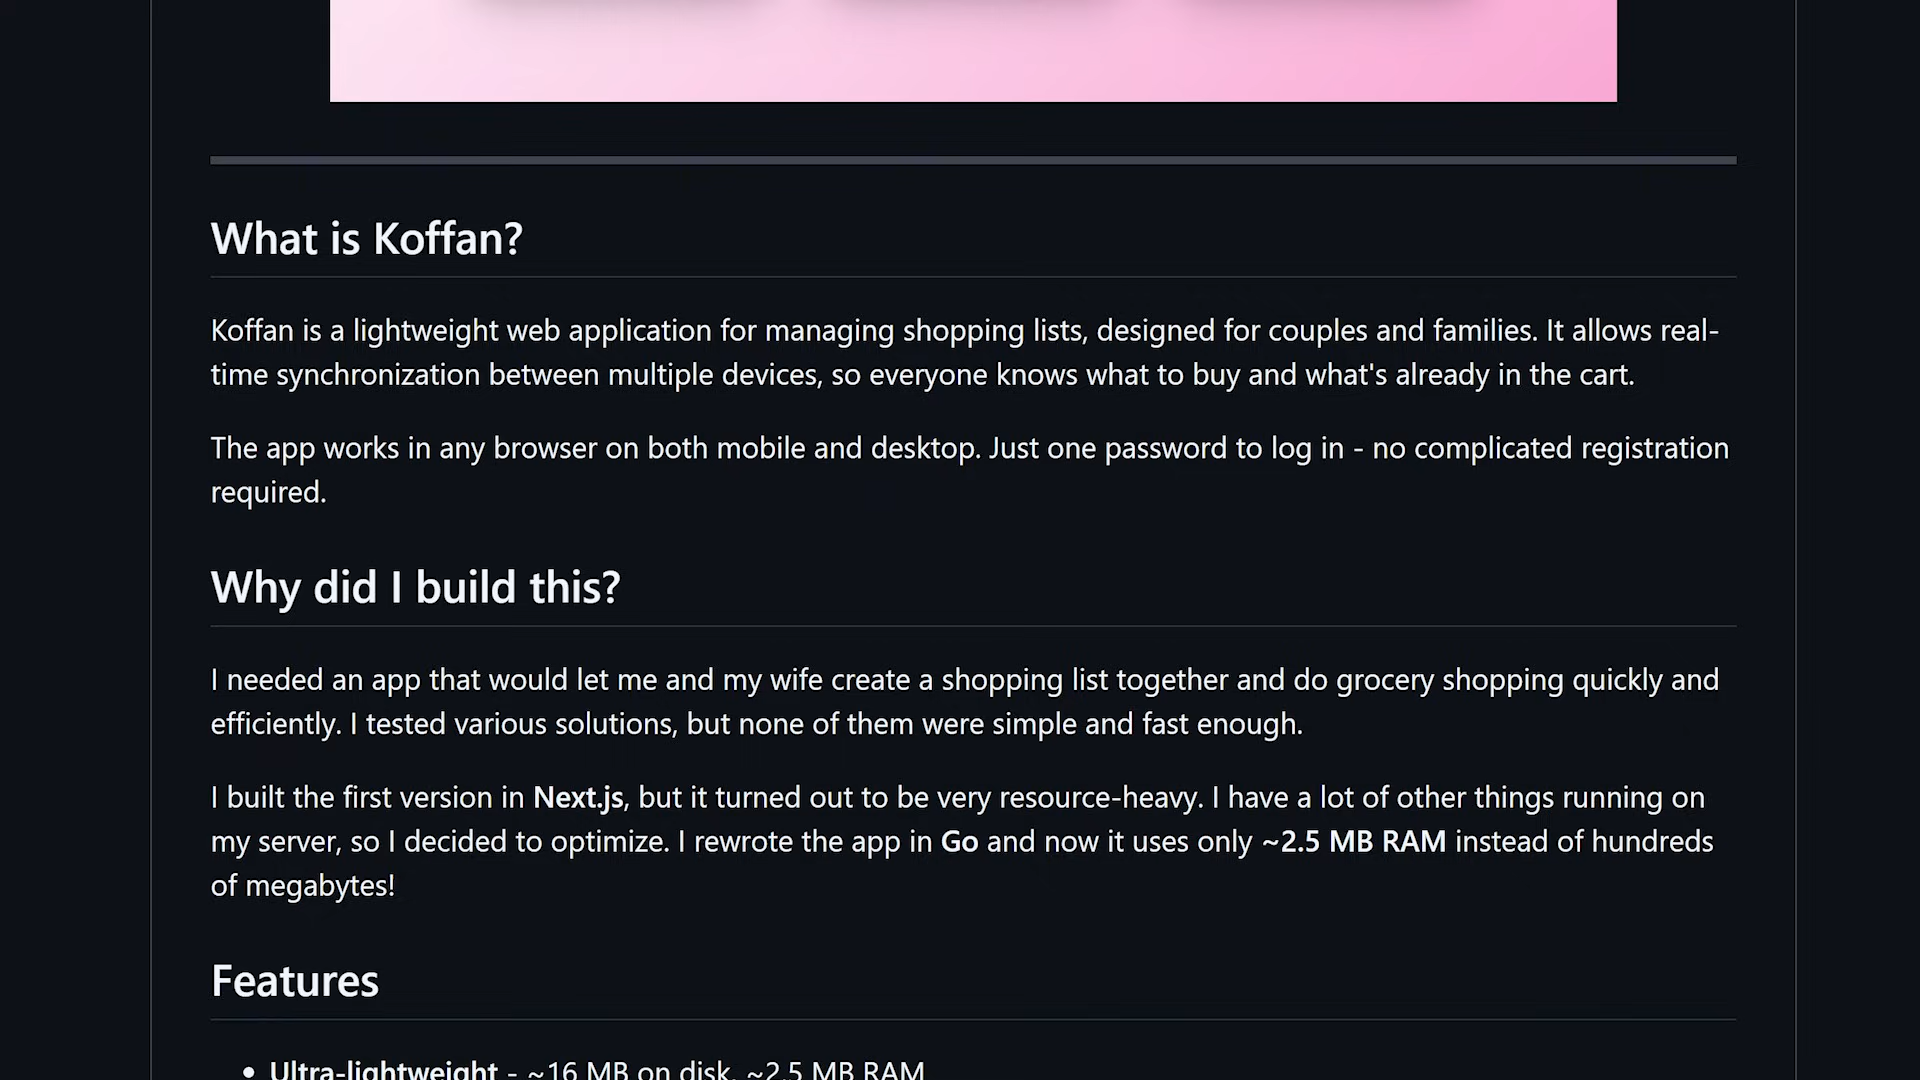 What is Koffan?
Koffan is a lightweight web application for managing shopping lists, designed for couples and families. It allows real-
time synchronization between multiple devices, so everyone knows what to buy and what's already in the cart.
The app works in any browser on both mobile and desktop. Just one password to log in - no complicated registration
required.
Why did I build this?
I needed an app that would let me and my wife create a shopping list together and do grocery shopping quickly and
efficiently. I tested various solutions, but none of them were simple and fast enough.
I built the first version in Next.js, but it turned out to be very resource-heavy. I have a lot of other things running on
my server, so I decided to optimize. I rewrote the app in Go and now it uses only ~2.5 MB RAM instead of hundreds
of megabytes!
Features
• Ultra-lightweight - ~16 MB on disk, ~2.5 MB RAM